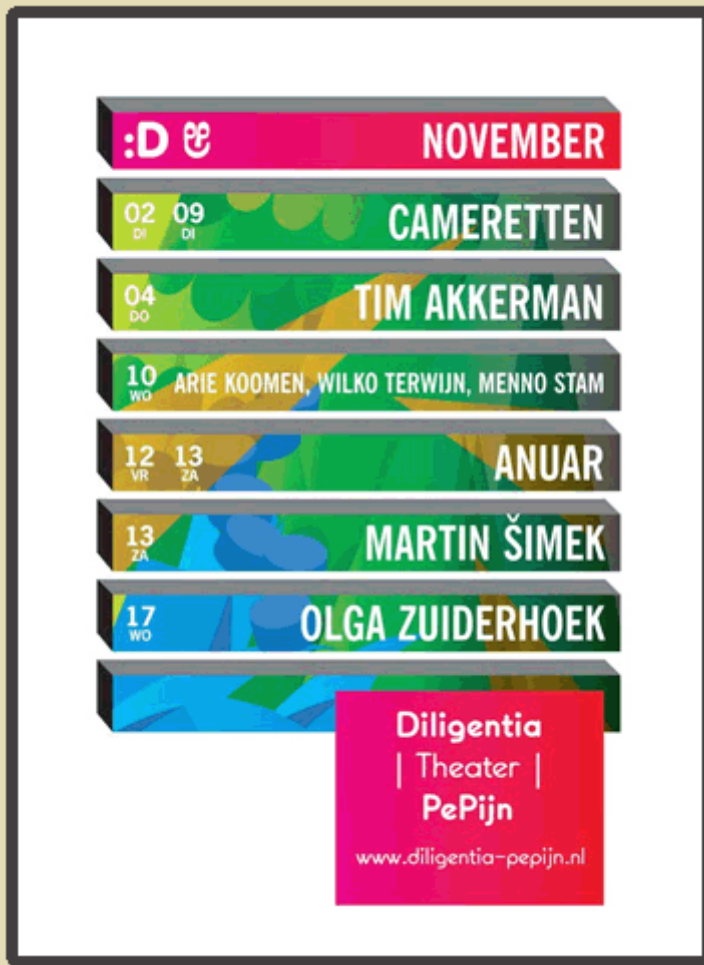 :D NOVEMBER
02 09 CAMERETTEN
DI DI
04 TIM AKKERMAN
DO
10 ARIE KOOMEN, WILKO TERWIJN, MENNO STAM
WO
12 13 ANUAR
VR ZA
13 MARTIN ŠIMEK
ZA
17 OLGA ZUIDERHOEK
WO
Diligentia
| Theater |
PePijn
www.diligentia-pepijn.nl